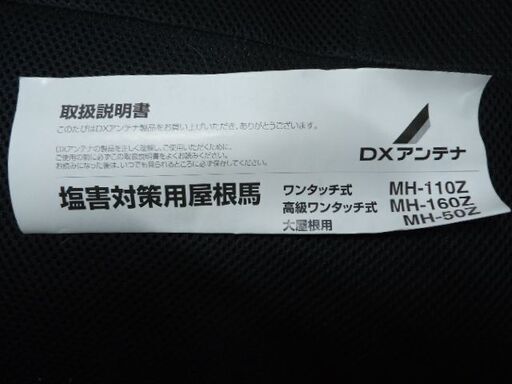 取扱説明書
このたびはDXアンテナ製品をお買い上げいただき、ありがとうございます。
DXアンテナの製品を正しく理解し、ご使用いただくために、
ご使用の前に必ずこの取扱説明書をよくお読みください。
お読みになった後は、いつでも見られるところに必ず保存してください。
DXアンテナ
塩害対策用屋根馬
ワンタッチ式 MH-110Z
高級ワンタッチ式 MH-160Z
大屋根用 MH-50Z